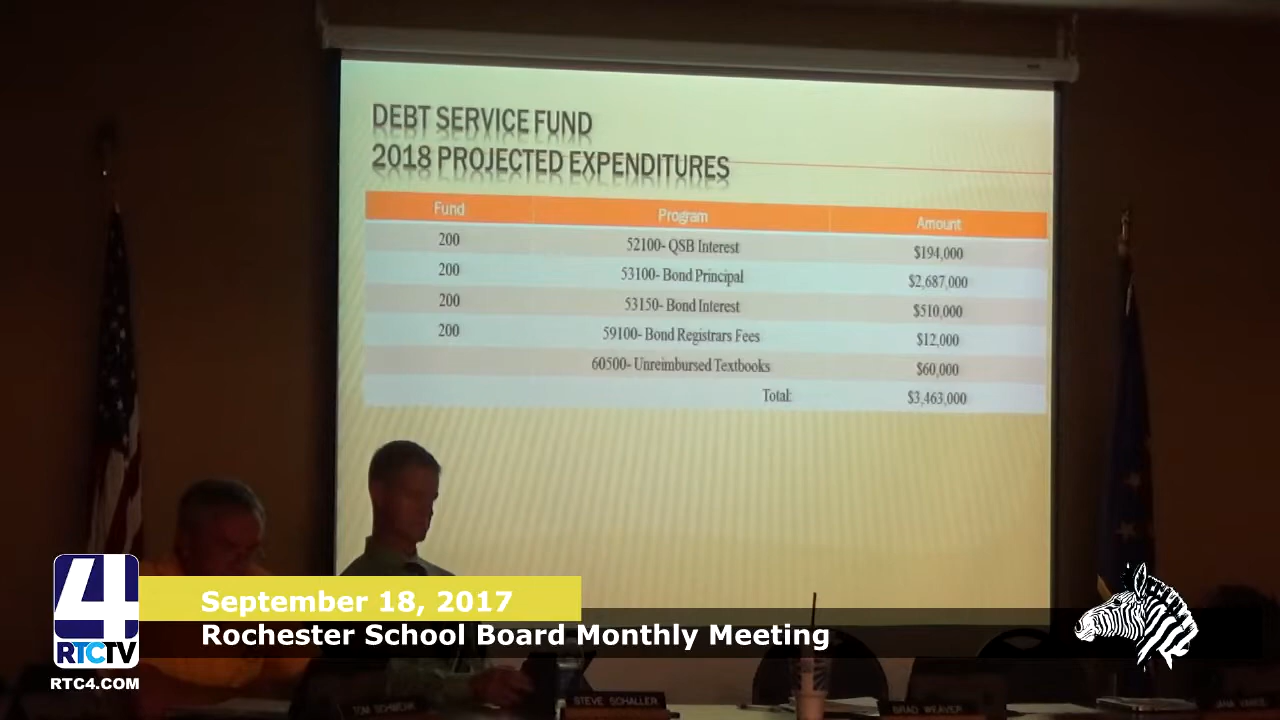 DEBT SERVICE FUND
2018 PROJECTED EXPENDITURES
Fund Program Amount
200 52100- QSB Interest $194,000
200 53100- Bond Principal $2,687,000
200 53150- Bond Interest $510,000
200 59100- Bond Registrars Fees $12,000
60500- Unreimbursed Textbooks $60,000
Total: $3,463,000
4
RTCTV
RTC4.COM
September 18, 2017
Rochester School Board Monthly Meeting
STEVE SCHALLER
BRAD WEAVER